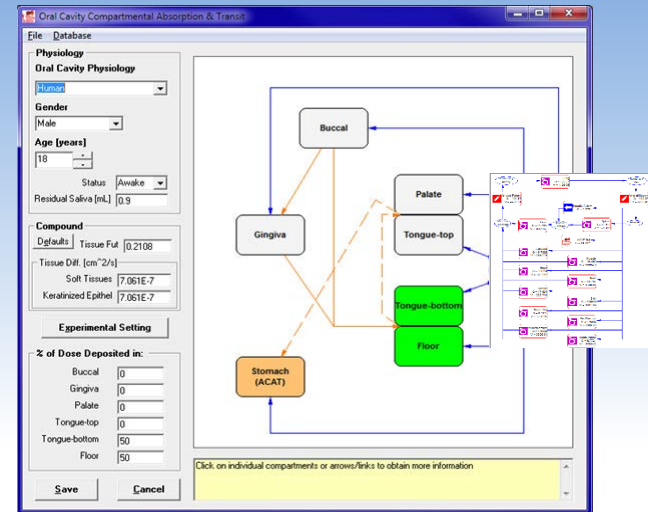 Oral Cavity Compartmental Absorption & Transit
File Database
Physiology
Oral Cavity Physiology
Human
Gender
Male
Age [years]
18
Status Awake
Residual Saliva [mL] 0.9
Compound
Defaults Tissue Fut 0.2108
Tissue Diff. [cm^2/s]
Soft Tissues 7.061E-7
Keratinized Epithel 7.061E-7
Experimental Setting
% of Dose Deposited in:
Buccal 0
Gingiva 0
Palate 0
Tongue-top 0
Tongue-bottom 50
Floor 50
Save Cancel
Buccal
Palate
Gingiva
Tongue-top
Tongue-bottom
Floor
Stomach
(ACAT)
Click on individual compartments or arrows/links to obtain more information